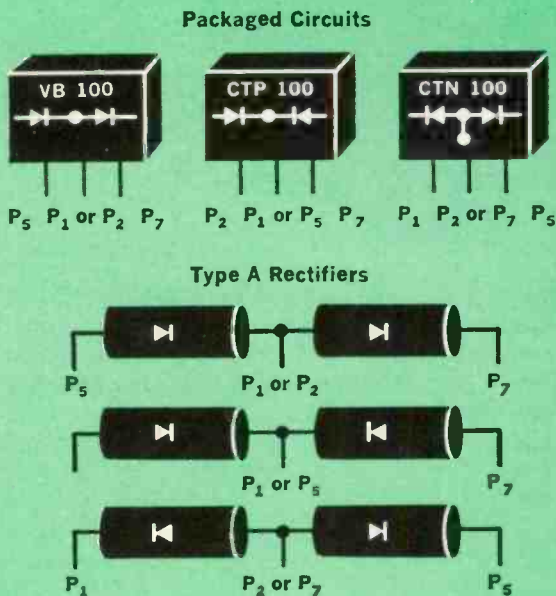 Packaged Circuits
VB 100 CTP 100 CTN 100
P₅ P₁ or P₂ P₇ P₂ P₁ or P₅ P₇ P₁ P₂ or P₇ P₅
Type A Rectifiers
P₅ P₁ or P₂ P₇
P₁ or P₅ P₇
P₁ P₂ or P₇ P₅